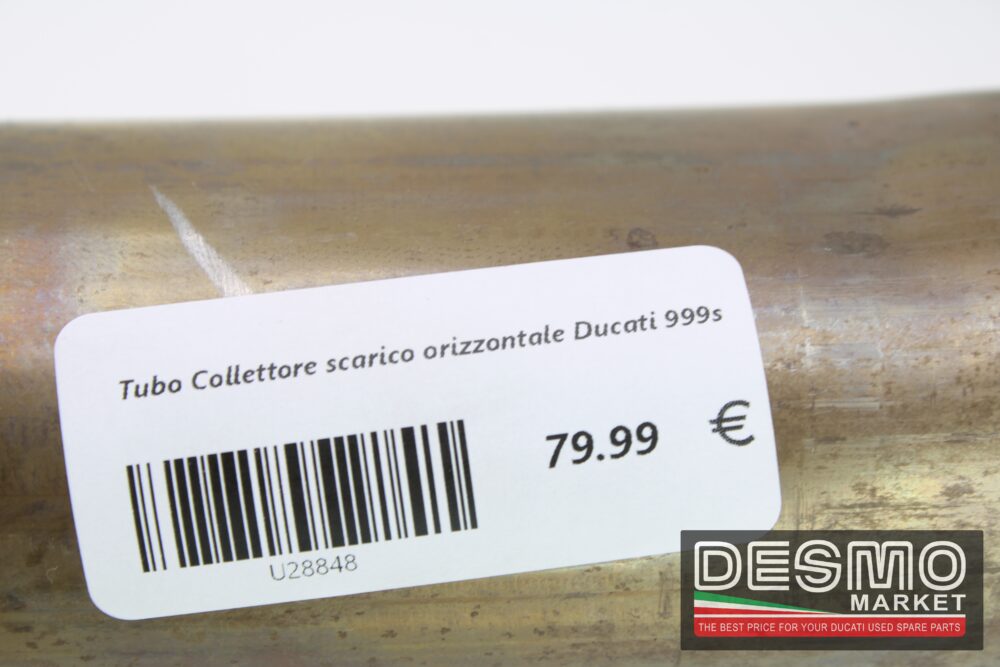 Tubo Collettore scarico orizzontale Ducati 999s
79.99 €
U28848
DESMO
MARKET
THE BEST PRICE FOR YOUR DUCATI USED SPARE PARTS